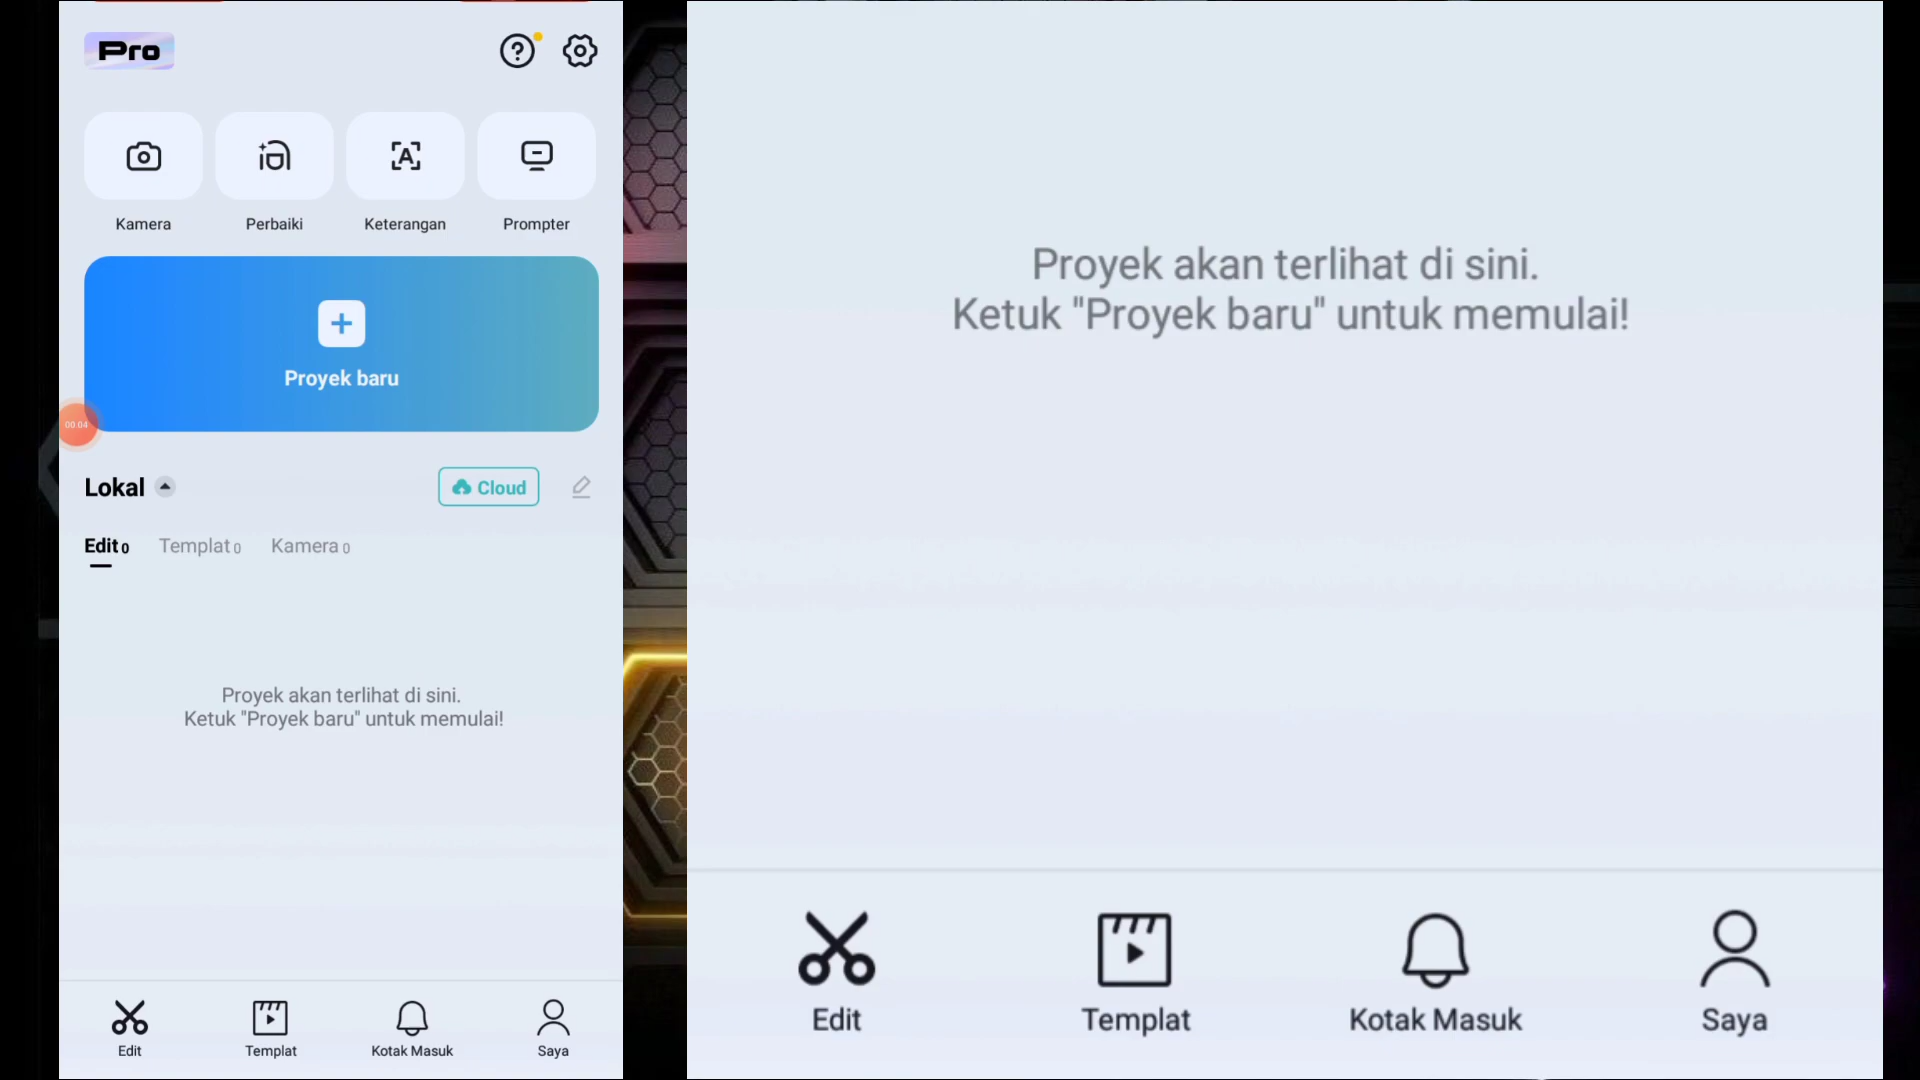 Pro
Kamera
Perbaiki
Keterangan
Prompter
Proyek baru
00.04
Lokal
Cloud
Edit 0
Templat 0
Kamera 0
Proyek akan terlihat di sini.
Ketuk "Proyek baru" untuk memulai!
Edit
Templat
Kotak Masuk
Saya
Proyek akan terlihat di sini.
Ketuk "Proyek baru" untuk memulai!
Edit
Templat
Kotak Masuk
Saya